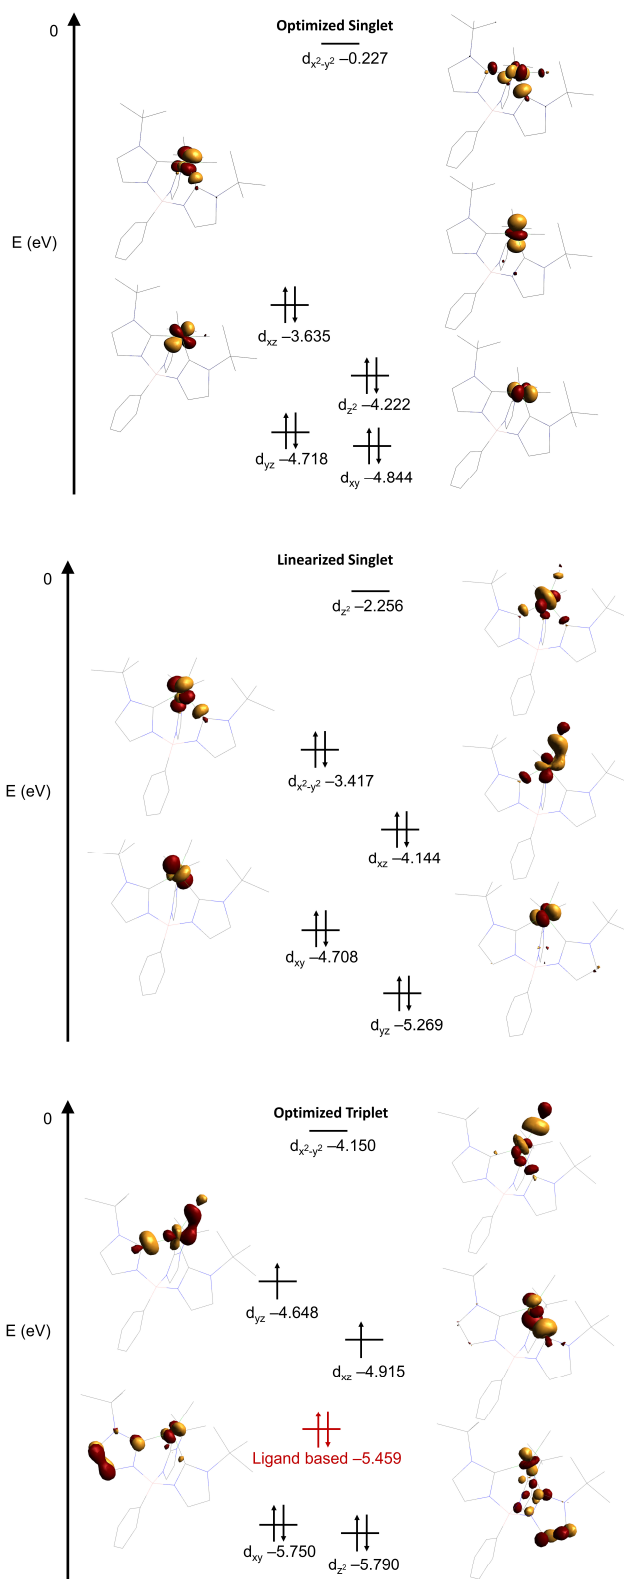 Optimized Singlet
0
dx²-y² –0.227
E (eV)
dxz –3.635
dz² –4.222
dyz –4.718
dxy –4.844
Linearized Singlet
0
dz² –2.256
dx²-y² –3.417
E (eV)
dxz –4.144
dxy –4.708
dyz –5.269
Optimized Triplet
0
dx²-y² –4.150
dyz –4.648
E (eV)
dxz –4.915
Ligand based –5.459
dxy –5.750
dz² –5.790